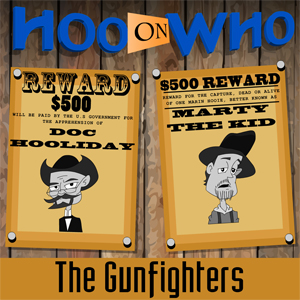 HOO ON WHO
REWARD
$500
WILL BE PAID BY THE U.S GOVERNMENT FOR
THE APPREHENSION OF
DOC
HOOLIDAY
$500 REWARD
REWARD FOR THE CAPTURE, DEAD OR ALIVE
OF ONE MARIN HOOIE, BETTER KNOWN AS
MARTY
THE KID
The Gunfighters